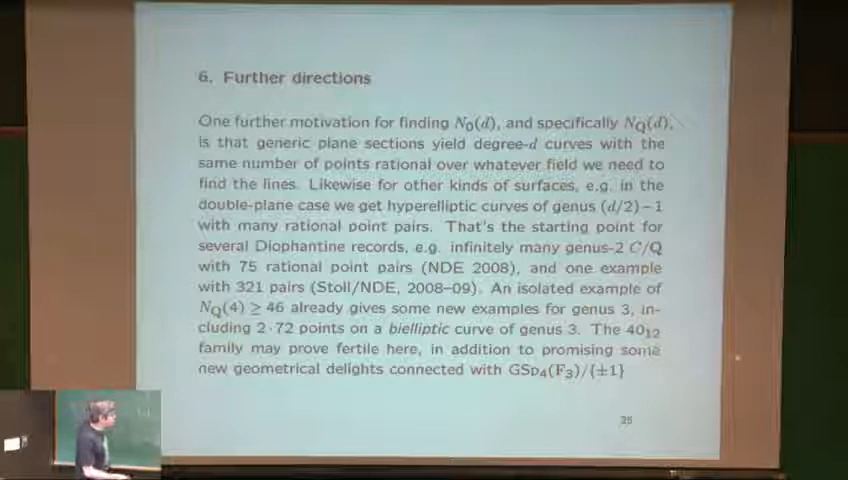 6. Further directions
One further motivation for finding N₀(d), and specifically N_Q(d),
is that generic plane sections yield degree-d curves with the
same number of points rational over whatever field we need to
find the lines. Likewise for other kinds of surfaces, e.g. in the
double-plane case we get hyperelliptic curves of genus (d/2)−1
with many rational point pairs. That's the starting point for
several Diophantine records, e.g. infinitely many genus-2 C/Q
with 75 rational point pairs (NDE 2008), and one example
with 321 pairs (Stoll/NDE, 2008–09). An isolated example of
N_Q(4) ≥ 46 already gives some new examples for genus 3, in-
cluding 2·72 points on a bielliptic curve of genus 3. The 40₁₂
family may prove fertile here, in addition to promising some
new geometrical delights connected with GSp₄(F₃)/{±1}